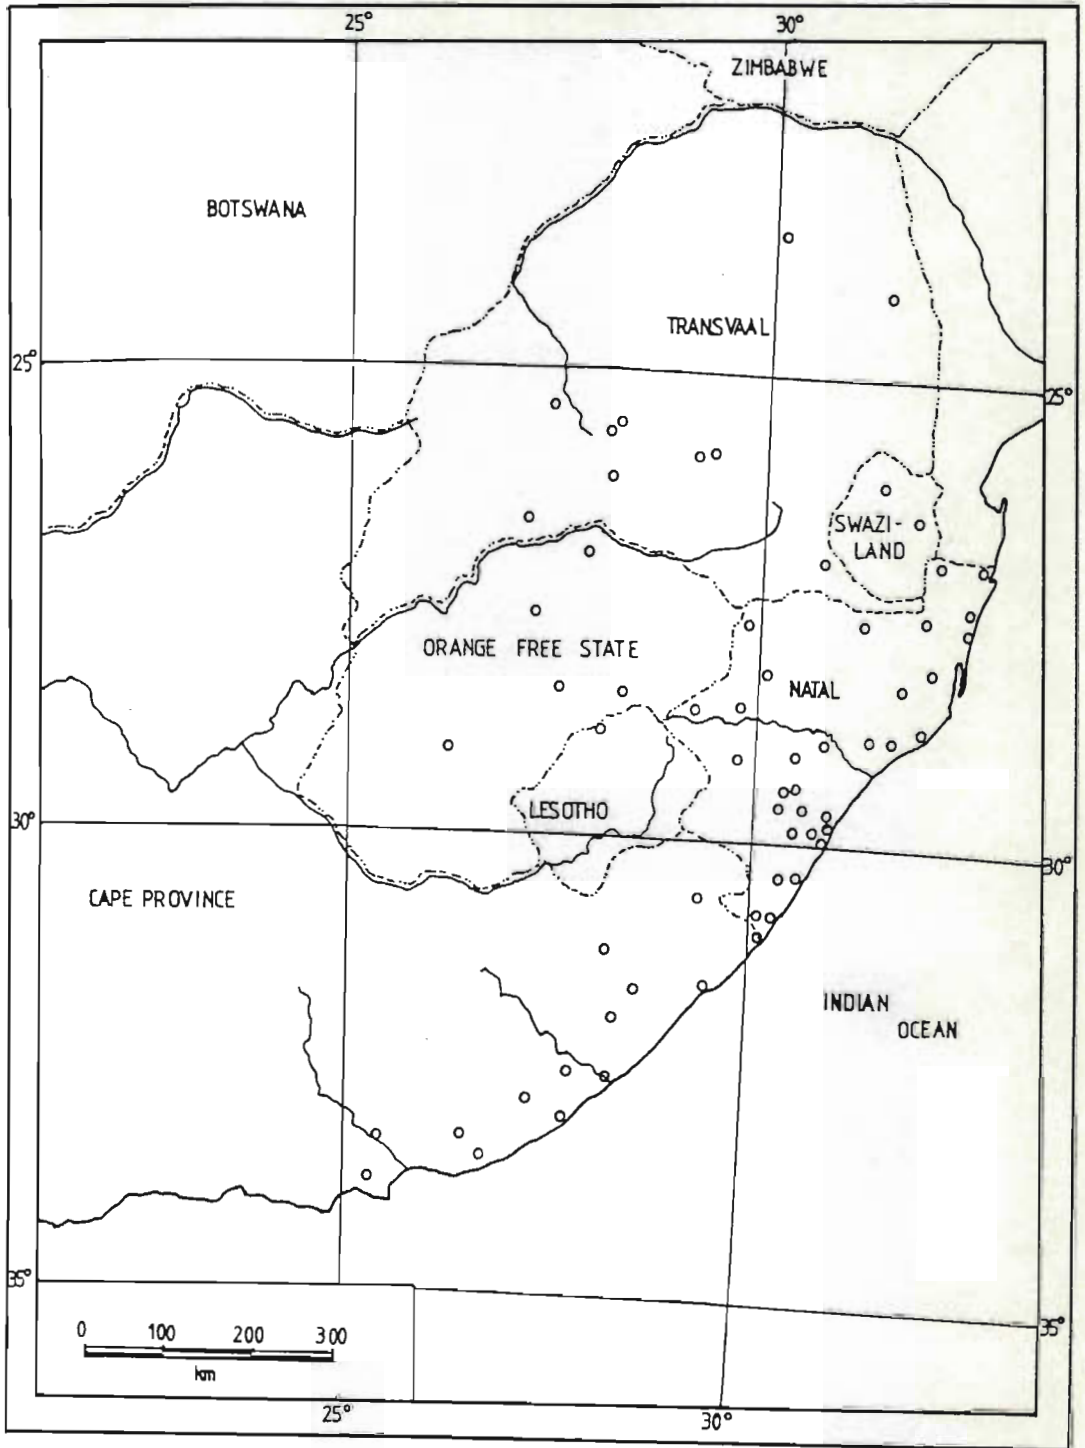 25° 30°
ZIMBABWE
BOTSWANA
TRANSVAAL
25° 25°
SWAZI-
LAND
ORANGE FREE STATE
NATAL
LESOTHO
30° 30°
CAPE PROVINCE
INDIAN
OCEAN
35° 35°
0 100 200 300
km
25° 30°